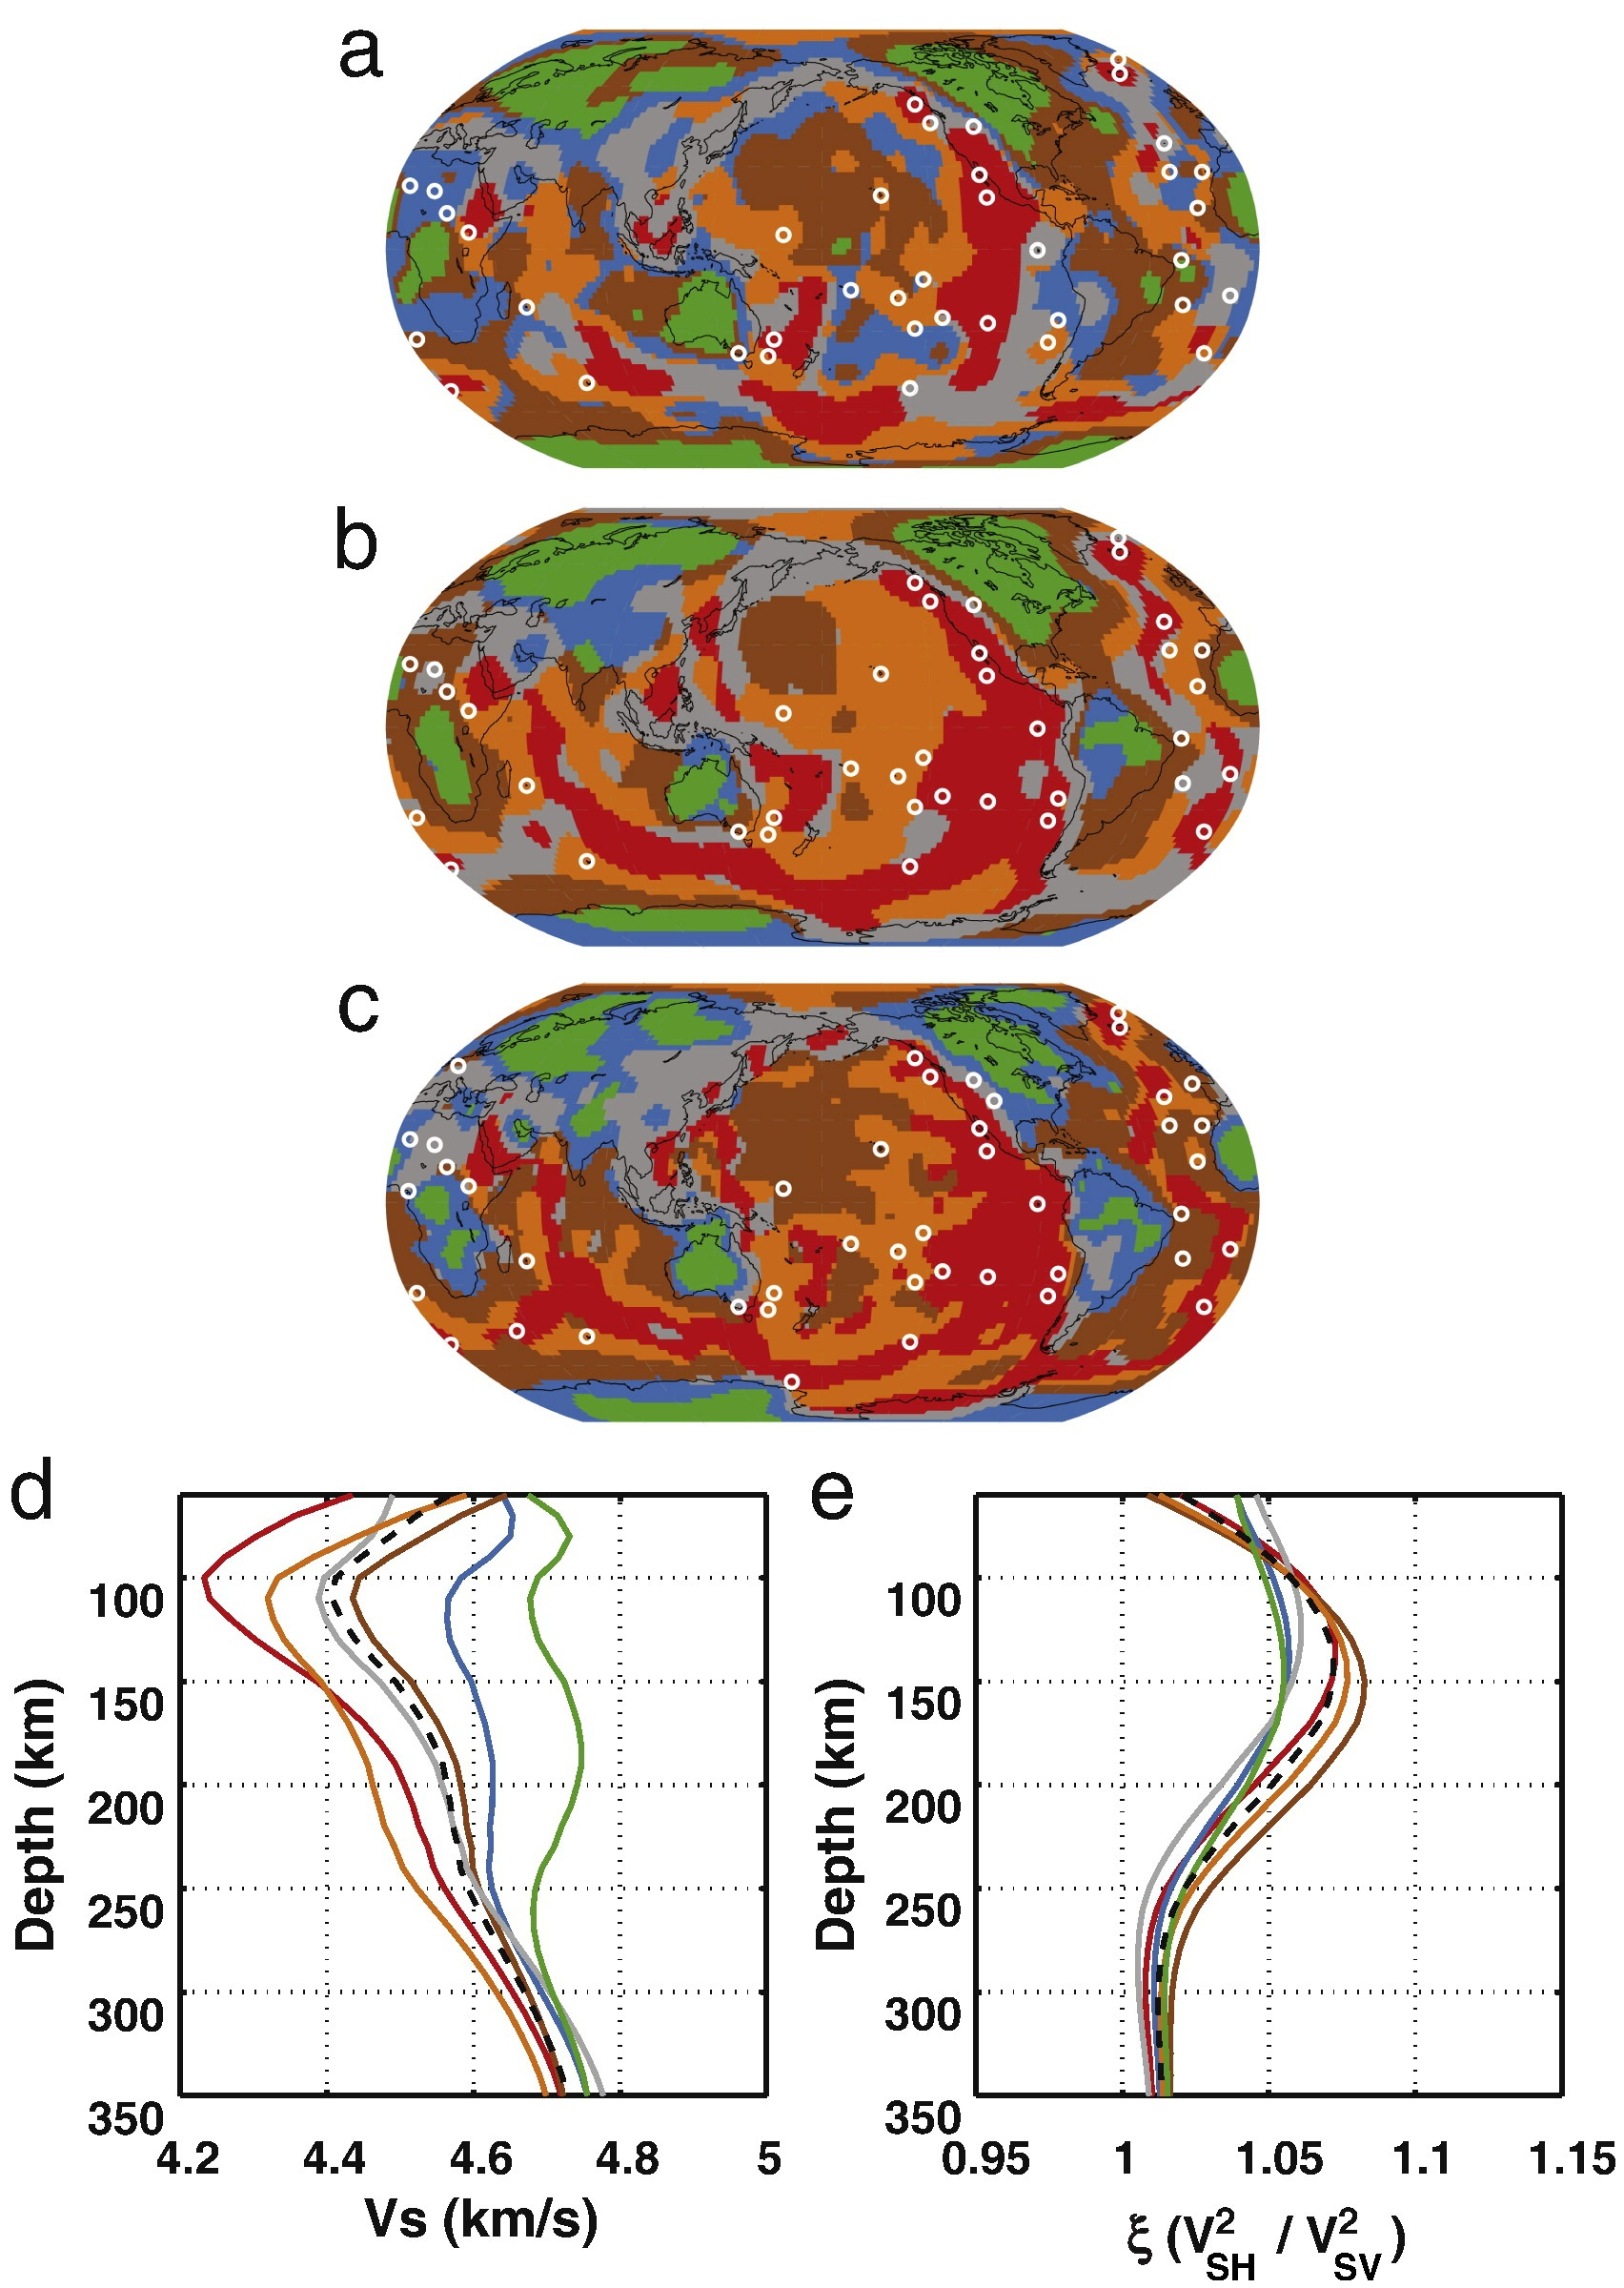 a
b
c
d
e
100
150
200
250
300
350
Depth (km)
4.2 4.4 4.6 4.8 5
Vs (km/s)
100
150
200
250
300
350
Depth (km)
0.95 1 1.05 1.1 1.15
ξ (V²SH / V²SV)